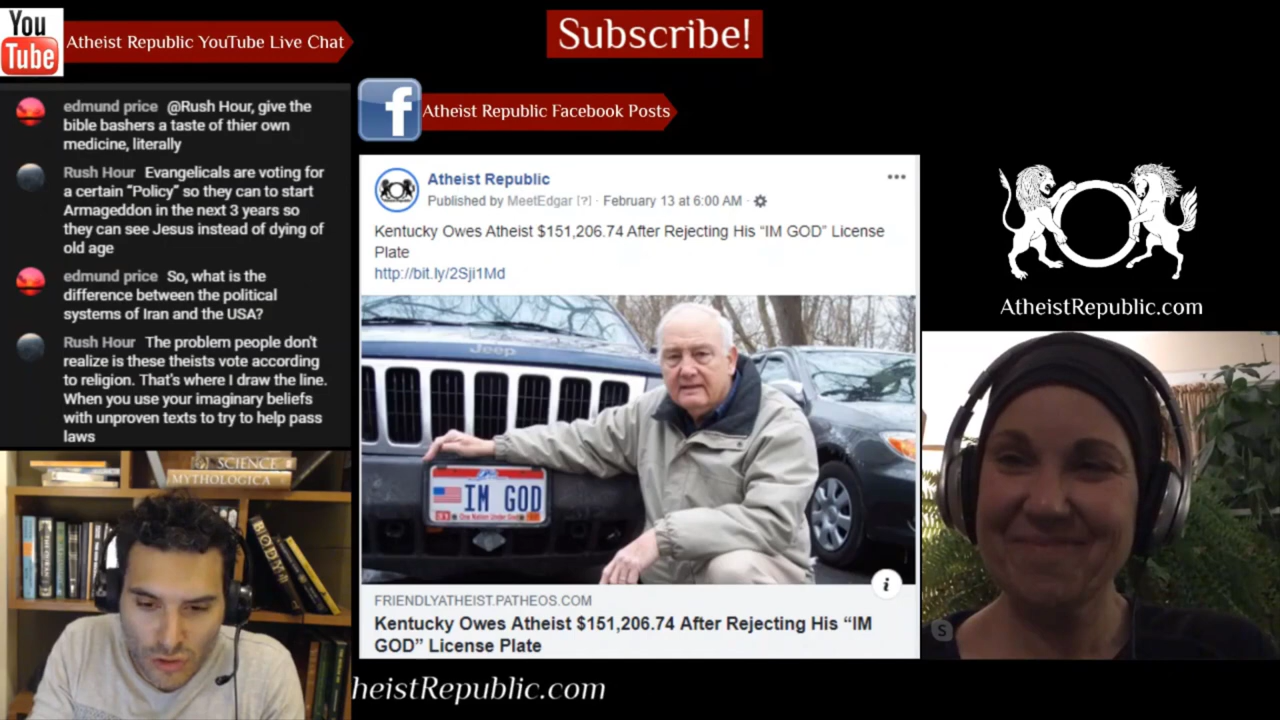 You
Tube
Atheist Republic YouTube Live Chat
Subscribe!
edmund price @Rush Hour, give the
bible bashers a taste of thier own
medicine, literally
Rush Hour Evangelicals are voting for
a certain “Policy” so they can to start
Armageddon in the next 3 years so
they can see Jesus instead of dying of
old age
edmund price So, what is the
difference between the political
systems of Iran and the USA?
Rush Hour The problem people don't
realize is these theists vote according
to religion. That's where I draw the line.
When you use your imaginary beliefs
with unproven texts to try to help pass
laws
f
Atheist Republic Facebook Posts
Atheist Republic
Published by MeetEdgar [?] · February 13 at 6:00 AM ·
Kentucky Owes Atheist $151,206.74 After Rejecting His “IM GOD” License
Plate
http://bit.ly/2Sji1Md
Jeep
IM GOD
One Nation Under God
i
FRIENDLYATHEIST.PATHEOS.COM
Kentucky Owes Atheist $151,206.74 After Rejecting His “IM
GOD” License Plate
AtheistRepublic.com
S
SCIENCE
MYTHOLOGICA
heistRepublic.com